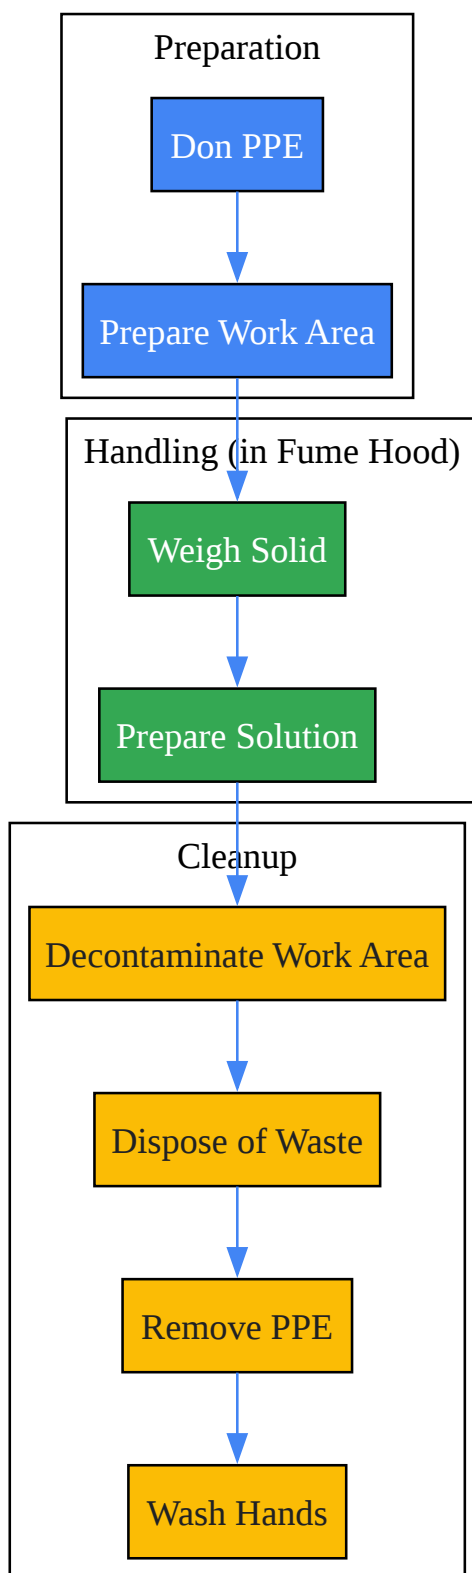 Preparation
Don PPE
Prepare Work Area
Handling (in Fume Hood)
Weigh Solid
Prepare Solution
Cleanup
Decontaminate Work Area
Dispose of Waste
Remove PPE
Wash Hands